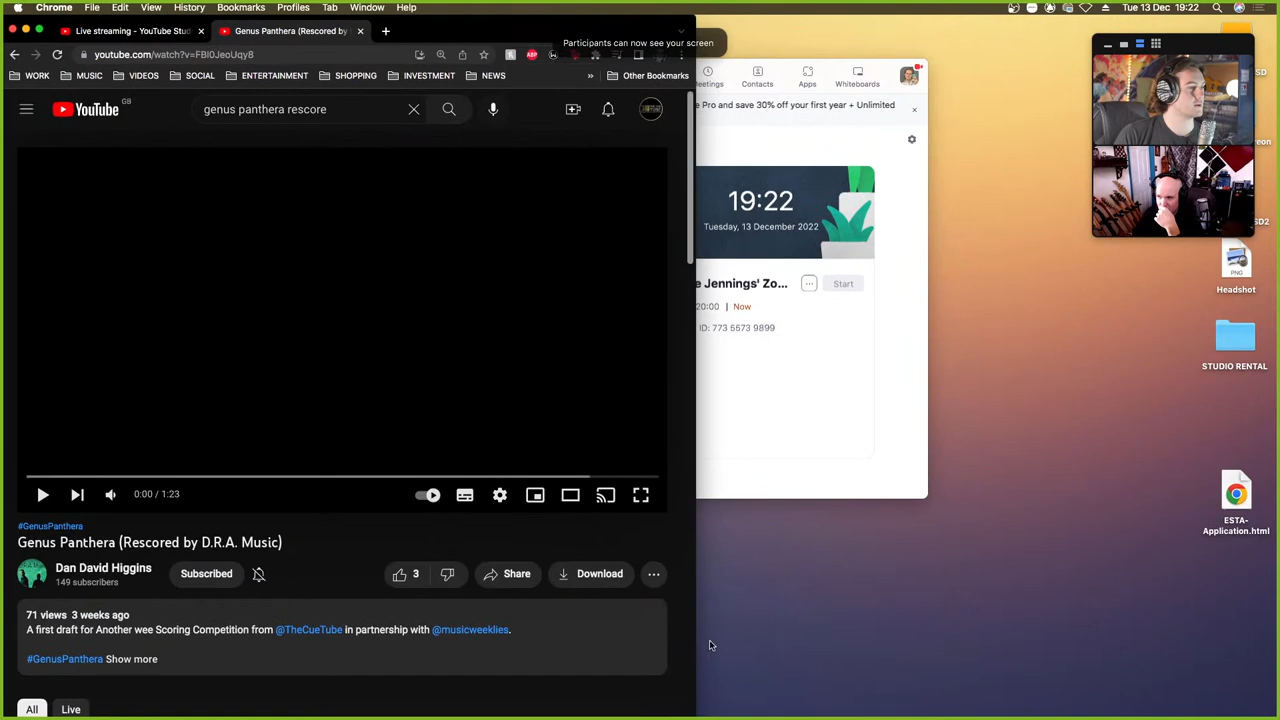 Chrome File Edit View History Bookmarks Profiles Tab Window Help Tue 13 Dec 19:22
Live streaming - YouTube Stud Genus Panthera (Rescored by
Participants can now see your screen
youtube.com/watch?v=FBI0JeoUqy8
WORK MUSIC VIDEOS SOCIAL ENTERTAINMENT SHOPPING INVESTMENT NEWS » Other Bookmarks
YouTube GB
genus panthera rescore
eetings Contacts Apps Whiteboards
e Pro and save 30% off your first year + Unlimited
19:22
Tuesday, 13 December 2022
e Jennings' Zo... Start
20:00 | Now
ID: 773 5573 9899
0:00 / 1:23
#GenusPanthera
Genus Panthera (Rescored by D.R.A. Music)
Dan David Higgins
149 subscribers
Subscribed
3
Share
Download
71 views 3 weeks ago
A first draft for Another wee Scoring Competition from @TheCueTube in partnership with @musicweeklies.
#GenusPanthera Show more
All Live
SD
reon
SD2
PNG
Headshot
STUDIO RENTAL
ESTA-
Application.html